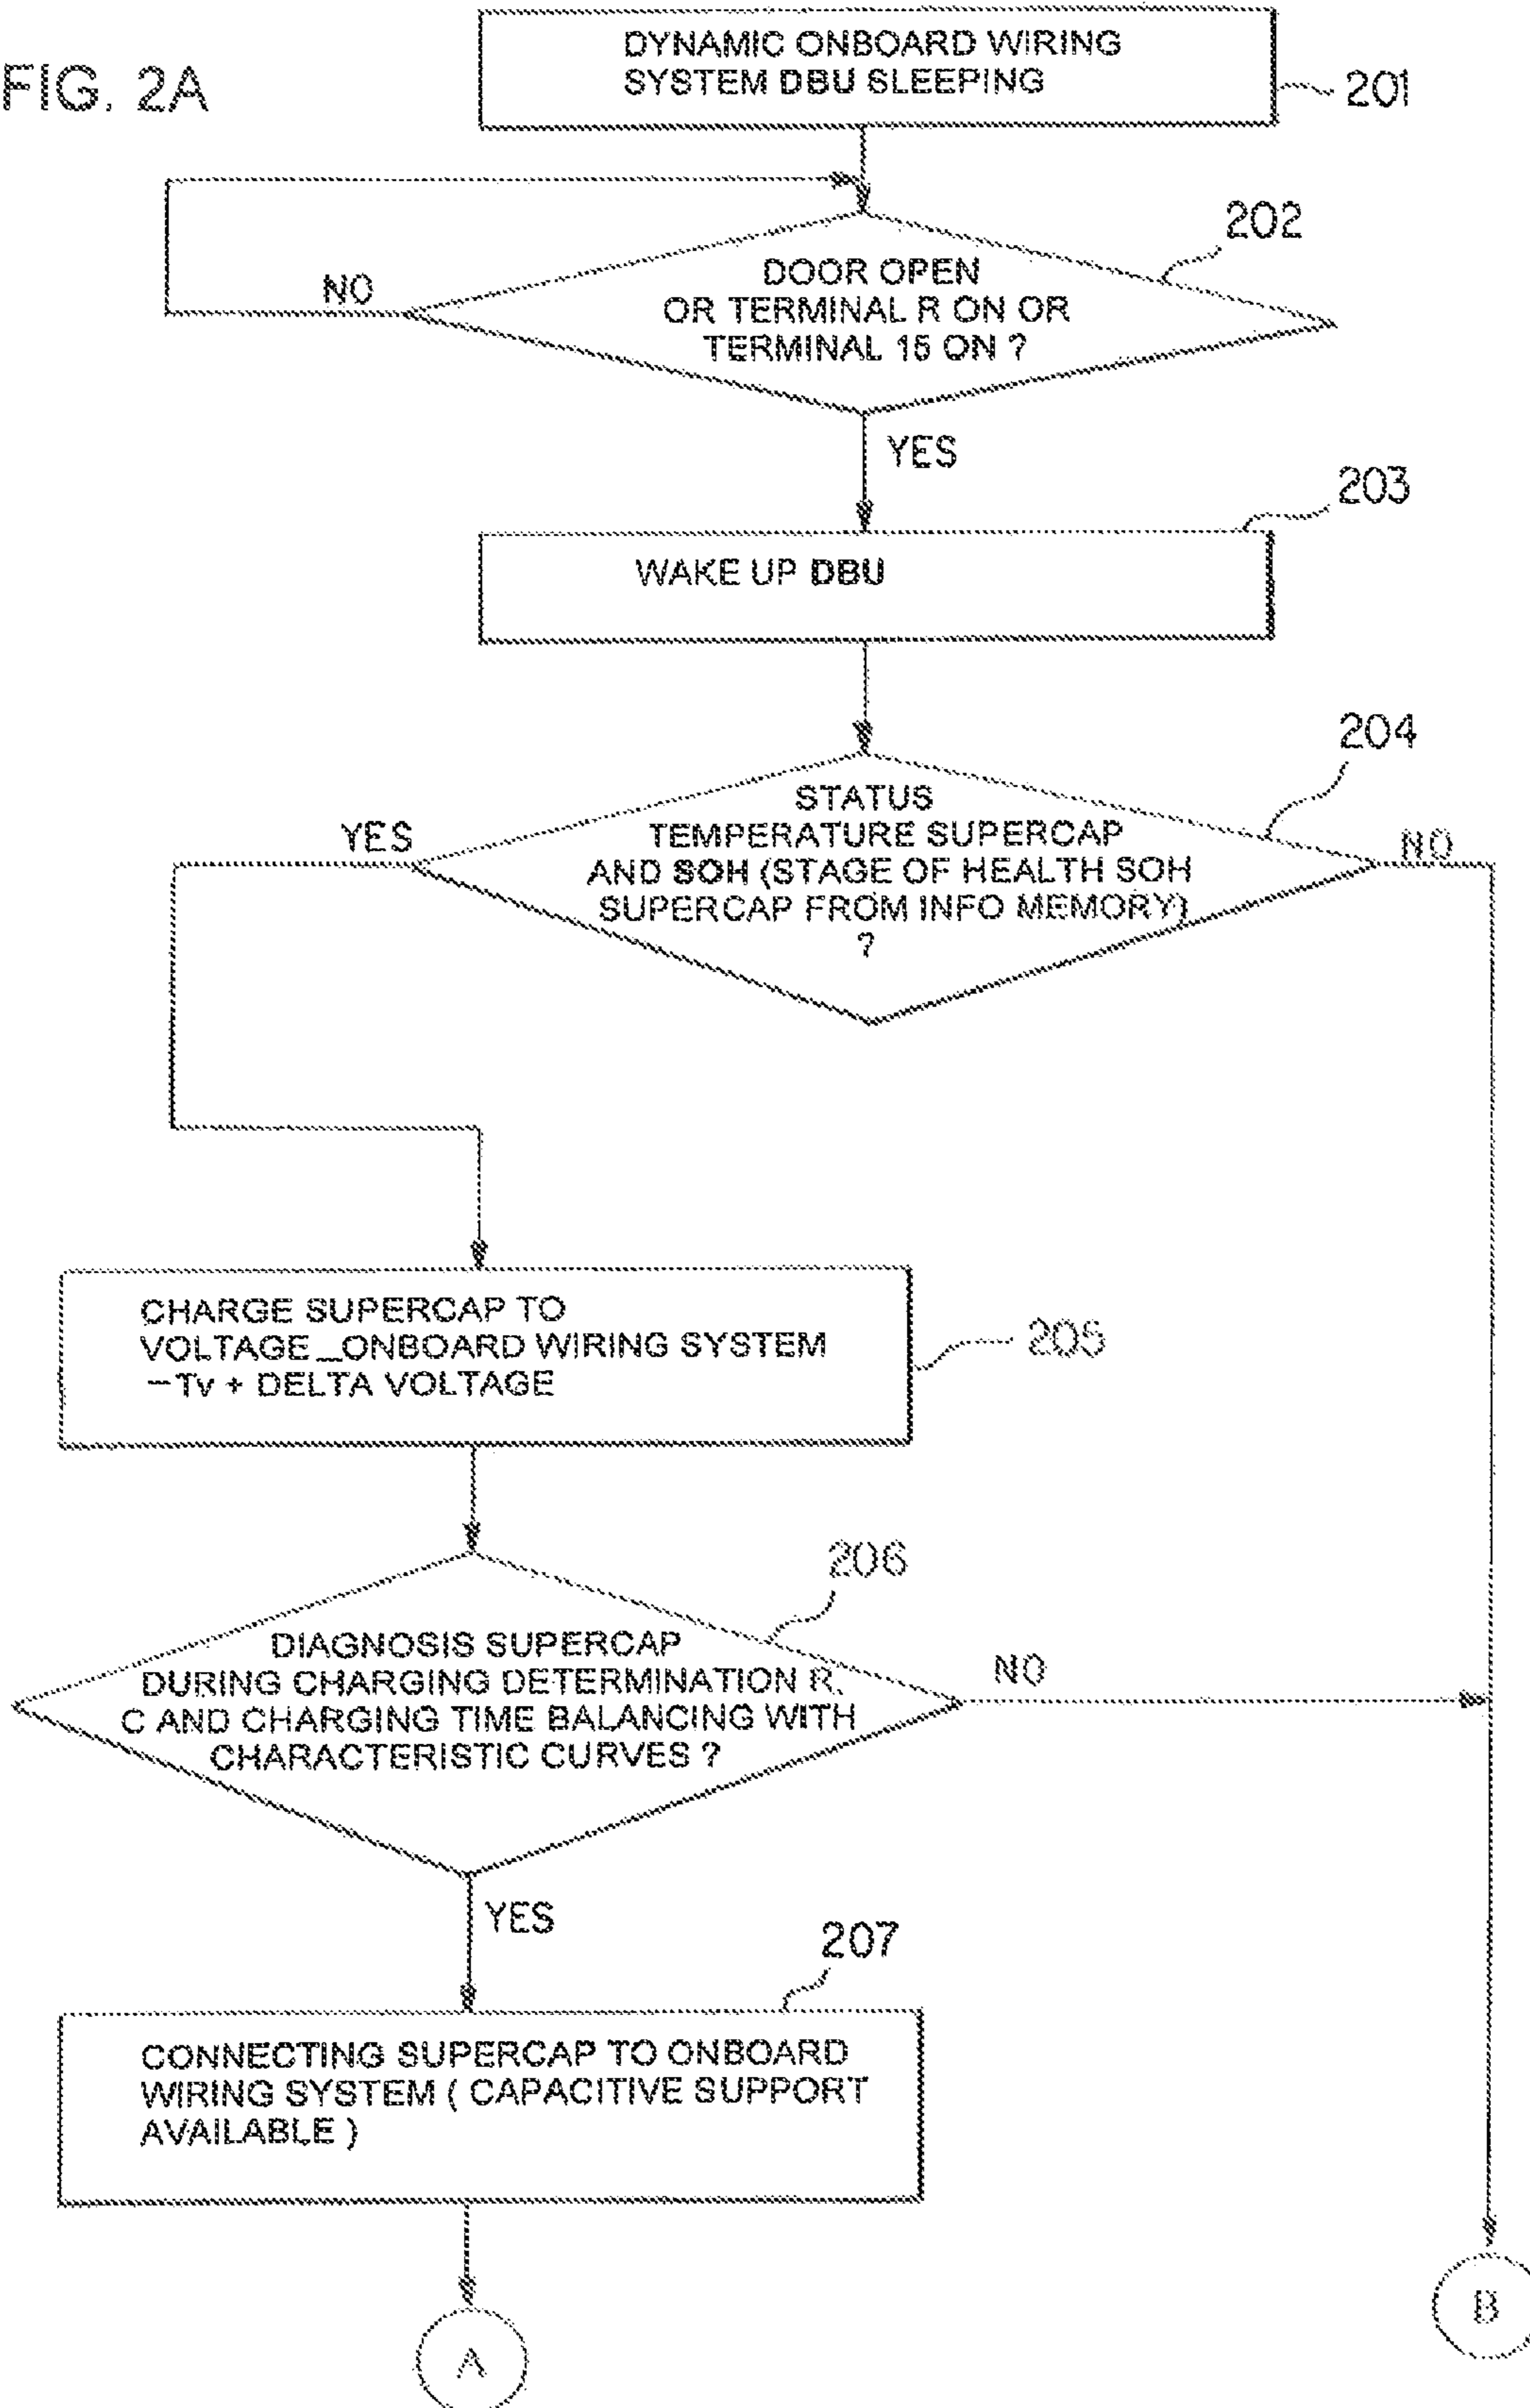 FIG. 2A
DYNAMIC ONBOARD WIRING
SYSTEM DBU SLEEPING
201
202
NO
DOOR OPEN
OR TERMINAL R ON OR
TERMINAL 15 ON ?
YES
203
WAKE UP DBU
204
YES
STATUS
TEMPERATURE SUPERCAP
AND SOH (STAGE OF HEALTH SOH
SUPERCAP FROM INFO MEMORY)
?
NO
CHARGE SUPERCAP TO
VOLTAGE_ONBOARD WIRING SYSTEM
-Tv + DELTA VOLTAGE
205
206
DIAGNOSIS SUPERCAP
DURING CHARGING DETERMINATION R,
C AND CHARGING TIME BALANCING WITH
CHARACTERISTIC CURVES ?
NO
YES
207
CONNECTING SUPERCAP TO ONBOARD
WIRING SYSTEM ( CAPACITIVE SUPPORT
AVAILABLE )
B
A